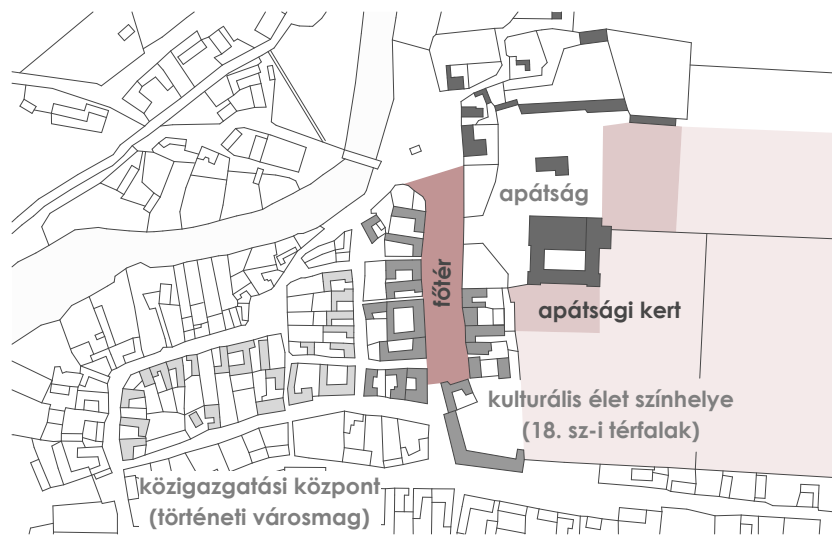 apátság
főtér
apátsági kert
kulturális élet színhelye
(18. sz-i térfalak)
közigazgatási központ
(történeti városmag)